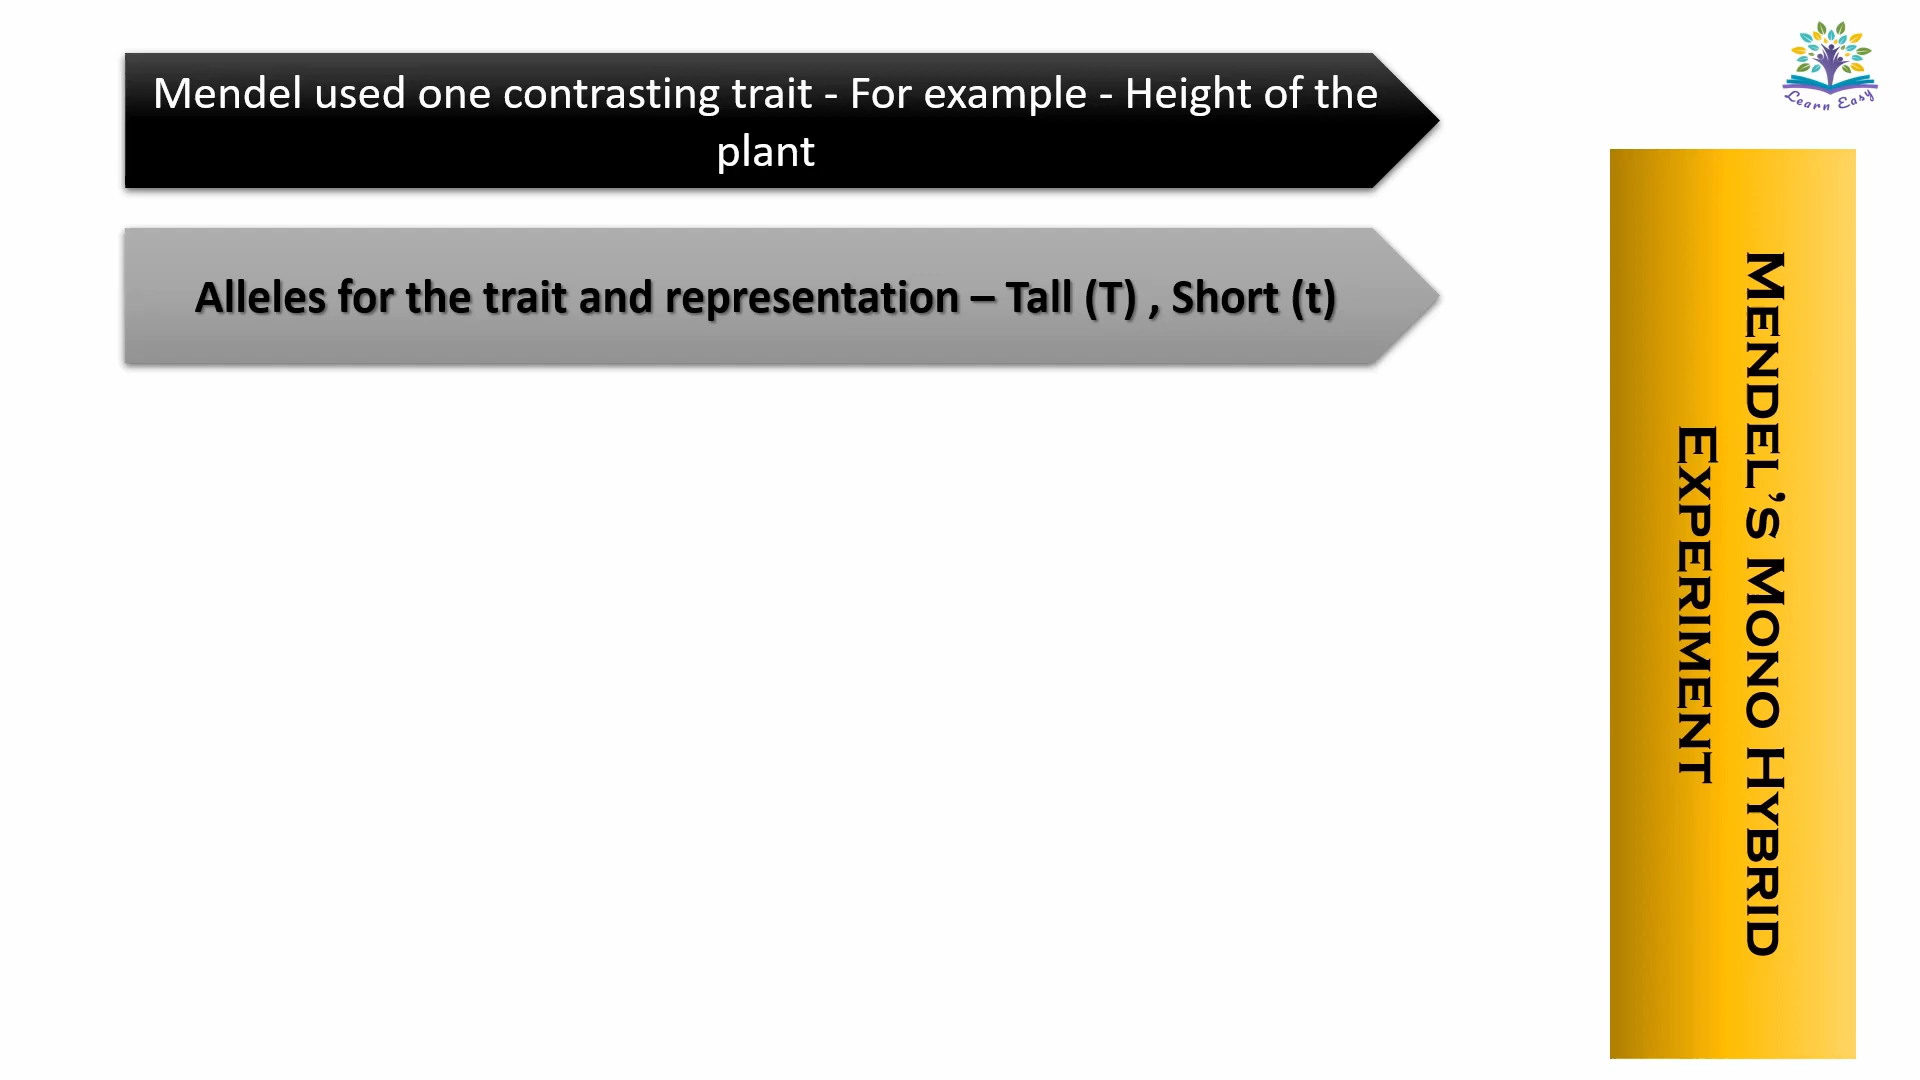 Mendel used one contrasting trait - For example - Height of the
plant
Alleles for the trait and representation – Tall (T) , Short (t)
Learn Easy
Mendel's Mono Hybrid
Experiment